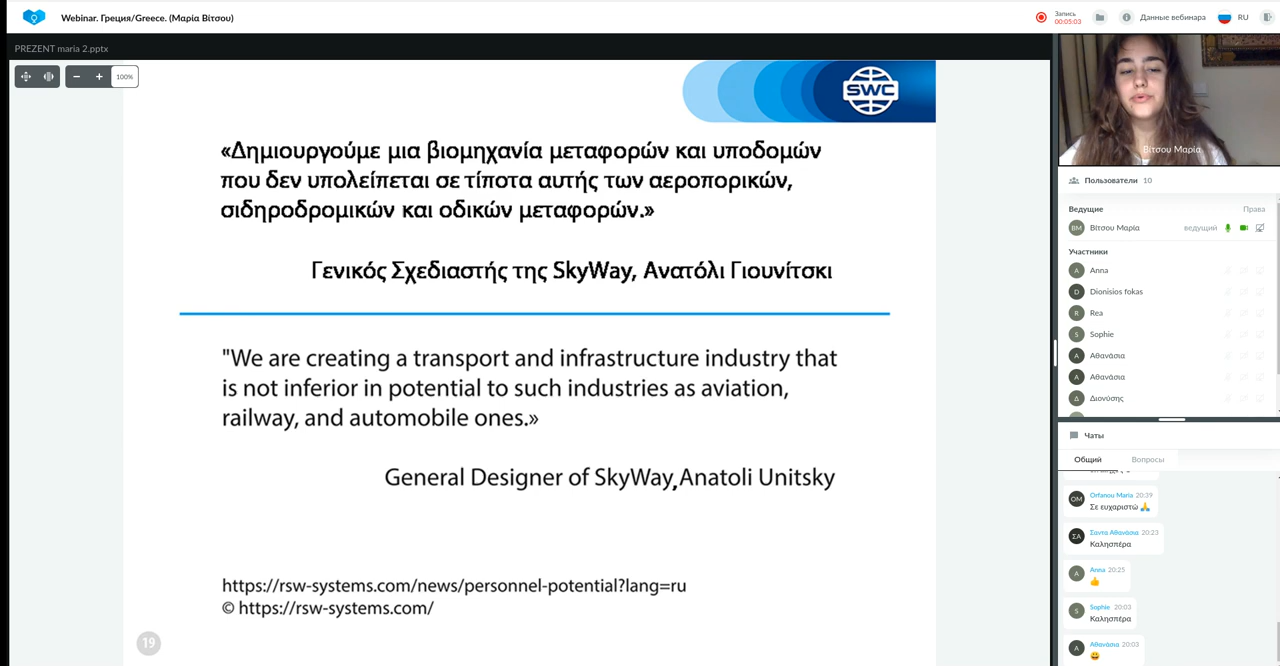 Webinar. Греция/Greece. (Μαρία Βίτσου)
Запись
00:05:03
Данные вебинара
RU
PREZENT maria 2.pptx
100%
SWC
«Δημιουργούμε μια βιομηχανία μεταφορών και υποδομών
που δεν υπολείπεται σε τίποτα αυτής των αεροπορικών,
σιδηροδρομικών και οδικών μεταφορών.»
Γενικός Σχεδιαστής της SkyWay, Ανατόλι Γιουνίτσκι
"We are creating a transport and infrastructure industry that
is not inferior in potential to such industries as aviation,
railway, and automobile ones.»
General Designer of SkyWay,Anatoli Unitsky
https://rsw-systems.com/news/personnel-potential?lang=ru
© https://rsw-systems.com/
19
Βίτσου Μαρία
Пользователи 10
Ведущие Права
ΒΜ Βίτσου Μαρία ведущий
Участники
A Anna
D Dionisios fokas
R Rea
S Sophie
Α Αθανάσια
Α Αθανάσια
Δ Διονύσης
Чаты
Общий Вопросы
OM Orfanou Maria 20:39
Σε ευχαριστώ 🙏
ΣΑ Σαντα Αθανάσια 20:23
Καλησπέρα
A Anna 20:25
👍
S Sophie 20:03
Καλησπέρα
Α Αθανάσια 20:03
😃